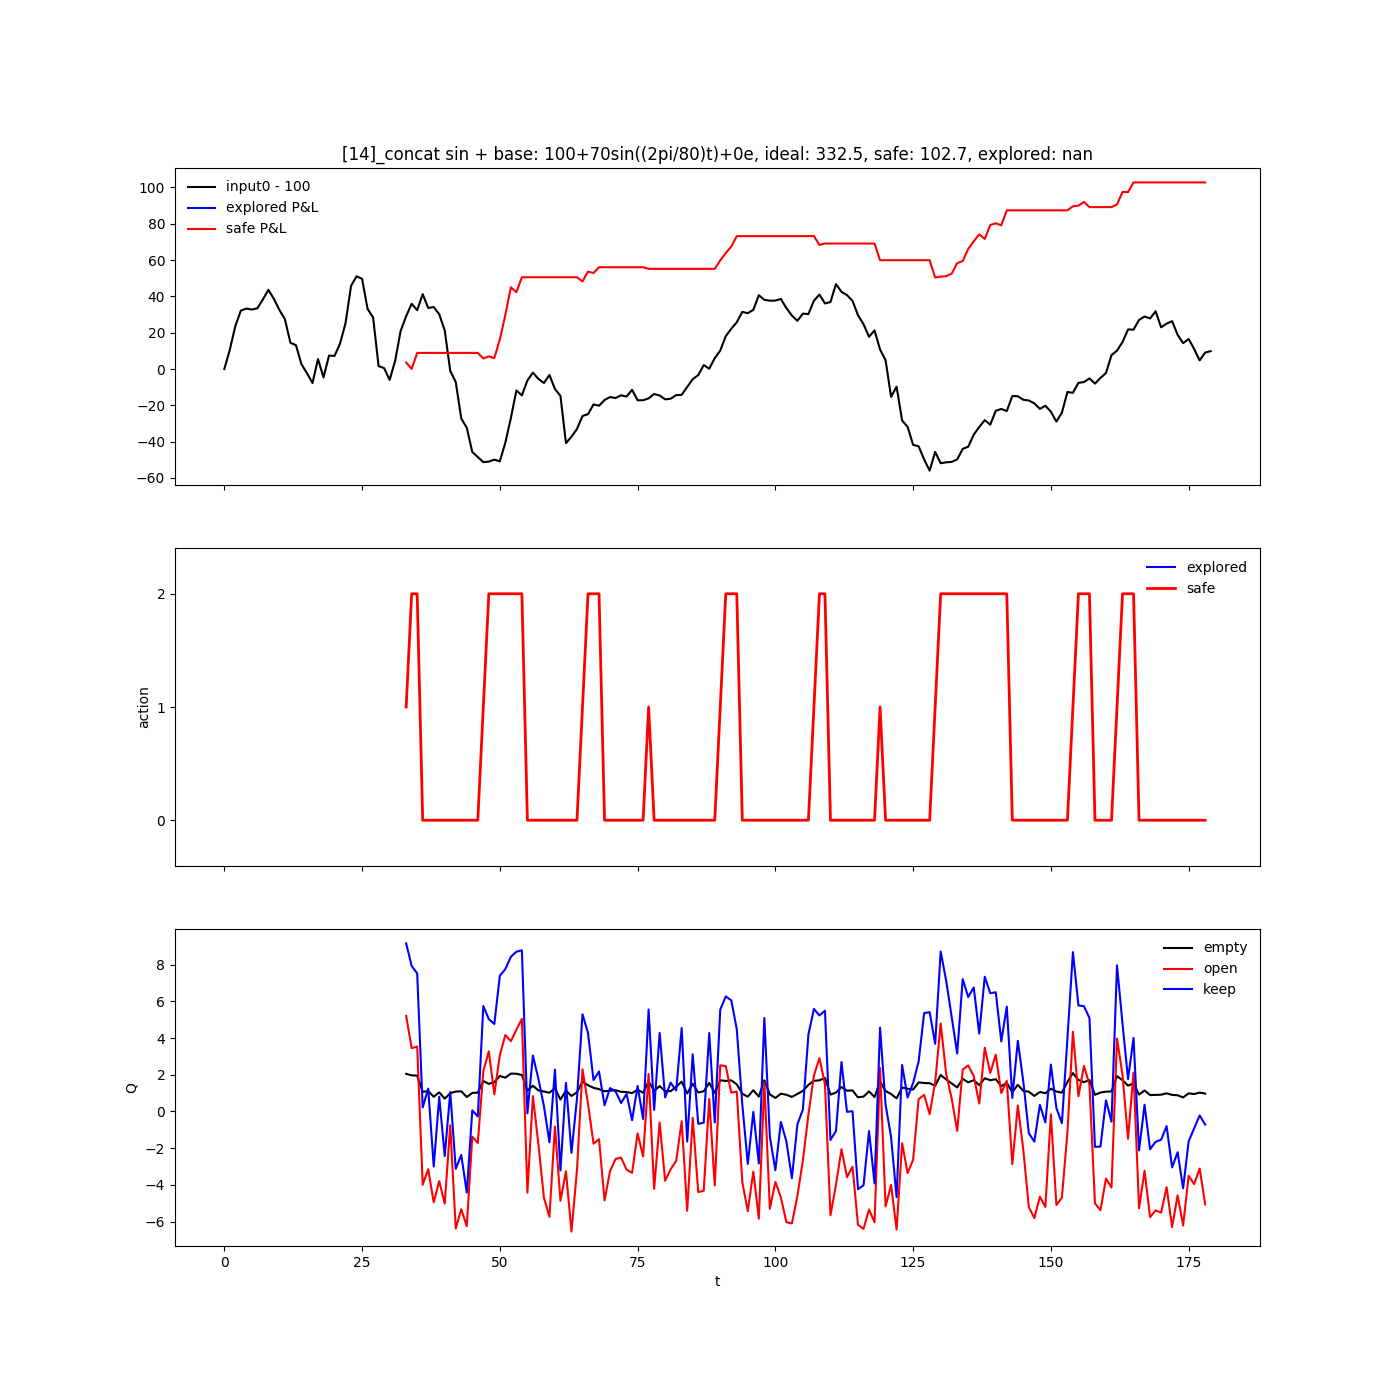 [14]_concat sin + base: 100+70sin((2pi/80)t)+0e, ideal: 332.5, safe: 102.7, explored: nan
100
80
60
40
20
0
−20
−40
−60
input0 - 100
explored P&L
safe P&L
2
1
0
action
explored
safe
8
6
4
2
0
−2
−4
−6
Q
empty
open
keep
0 25 50 75 100 125 150 175
t